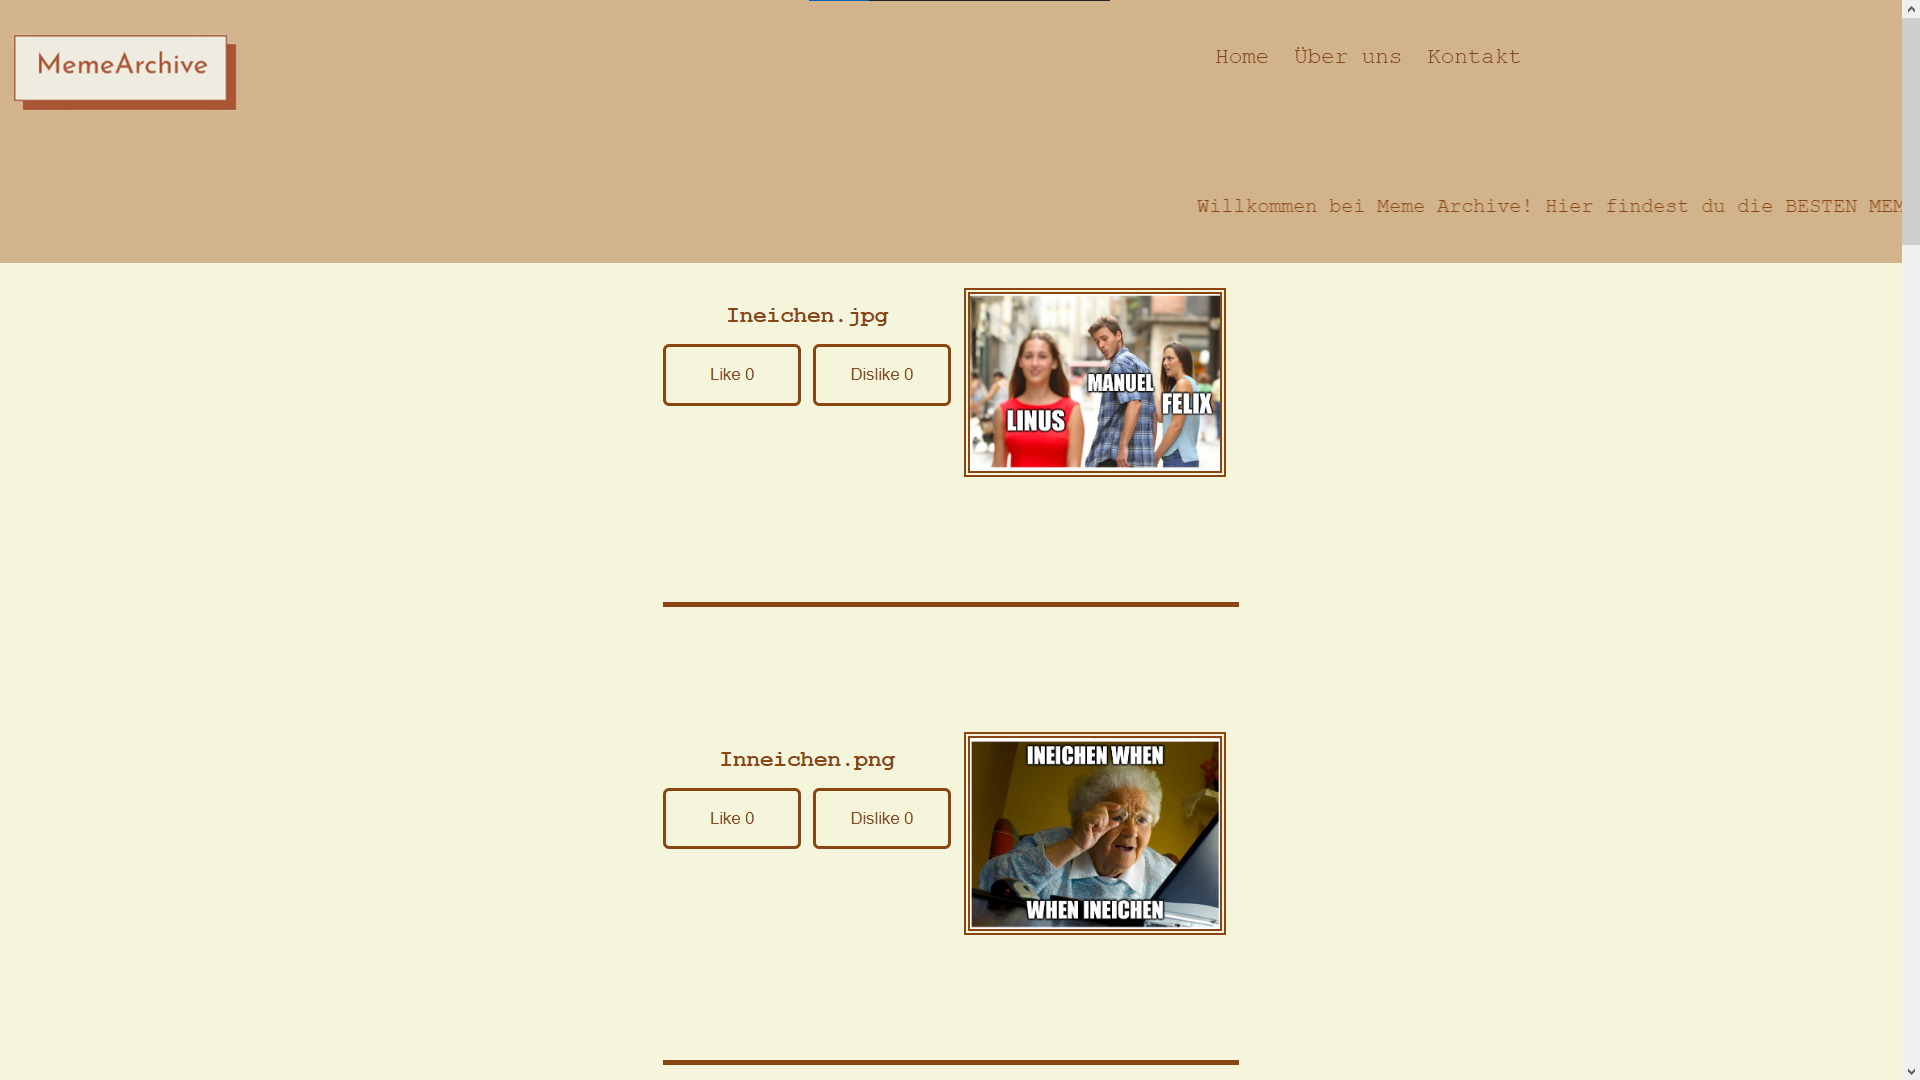 MemeArchive
Home Über uns Kontakt
Willkommen bei Meme Archive! Hier findest du die BESTEN MEM
Ineichen.jpg
Like 0 Dislike 0
MANUEL
FELIX
LINUS
Inneichen.png
Like 0 Dislike 0
INEICHEN WHEN
WHEN INEICHEN